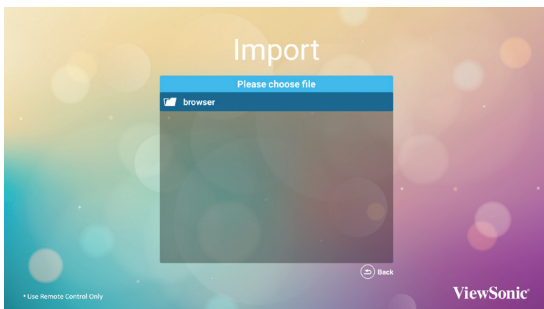 Import
Please choose file
browser
Back
* Use Remote Control Only
ViewSonic®